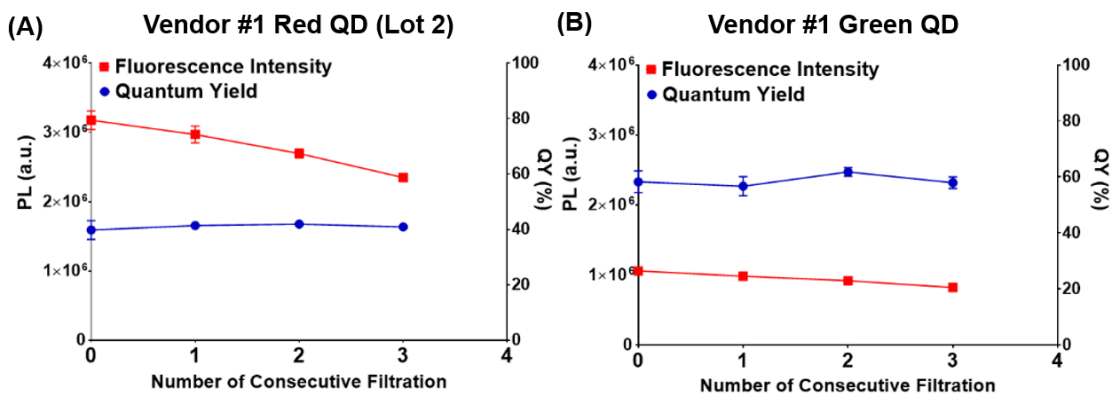 (A) Vendor #1 Red QD (Lot 2)
4×10⁶
3×10⁶
2×10⁶
1×10⁶
0
PL (a.u.)
Fluorescence Intensity
Quantum Yield
100
80
60
40
20
0
QY (%)
0 1 2 3 4
Number of Consecutive Filtration
(B) Vendor #1 Green QD
4×10⁶
3×10⁶
2×10⁶
1×10⁶
0
PL (a.u.)
Fluorescence Intensity
Quantum Yield
100
80
60
40
20
0
QY (%)
0 1 2 3 4
Number of Consecutive Filtration